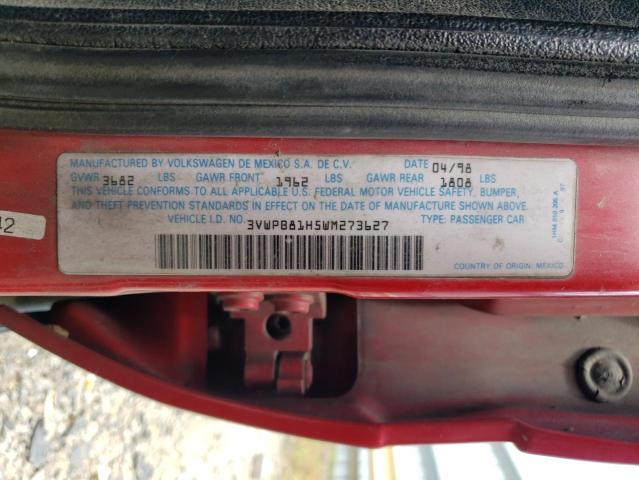 MANUFACTURED BY VOLKSWAGEN DE MEXICO S.A. DE C.V. DATE 04/98
GVWR 3682 LBS GAWR FRONT 1962 LBS GAWR REAR 1808 LBS
THIS VEHICLE CONFORMS TO ALL APPLICABLE U.S. FEDERAL MOTOR VEHICLE SAFETY, BUMPER,
AND THEFT PREVENTION STANDARDS IN EFFECT ON THE DATE OF MANUFACTURE SHOWN ABOVE.
VEHICLE I.D. NO. 3VWPB81H5WM273627 TYPE: PASSENGER CAR
COUNTRY OF ORIGIN: MEXICO